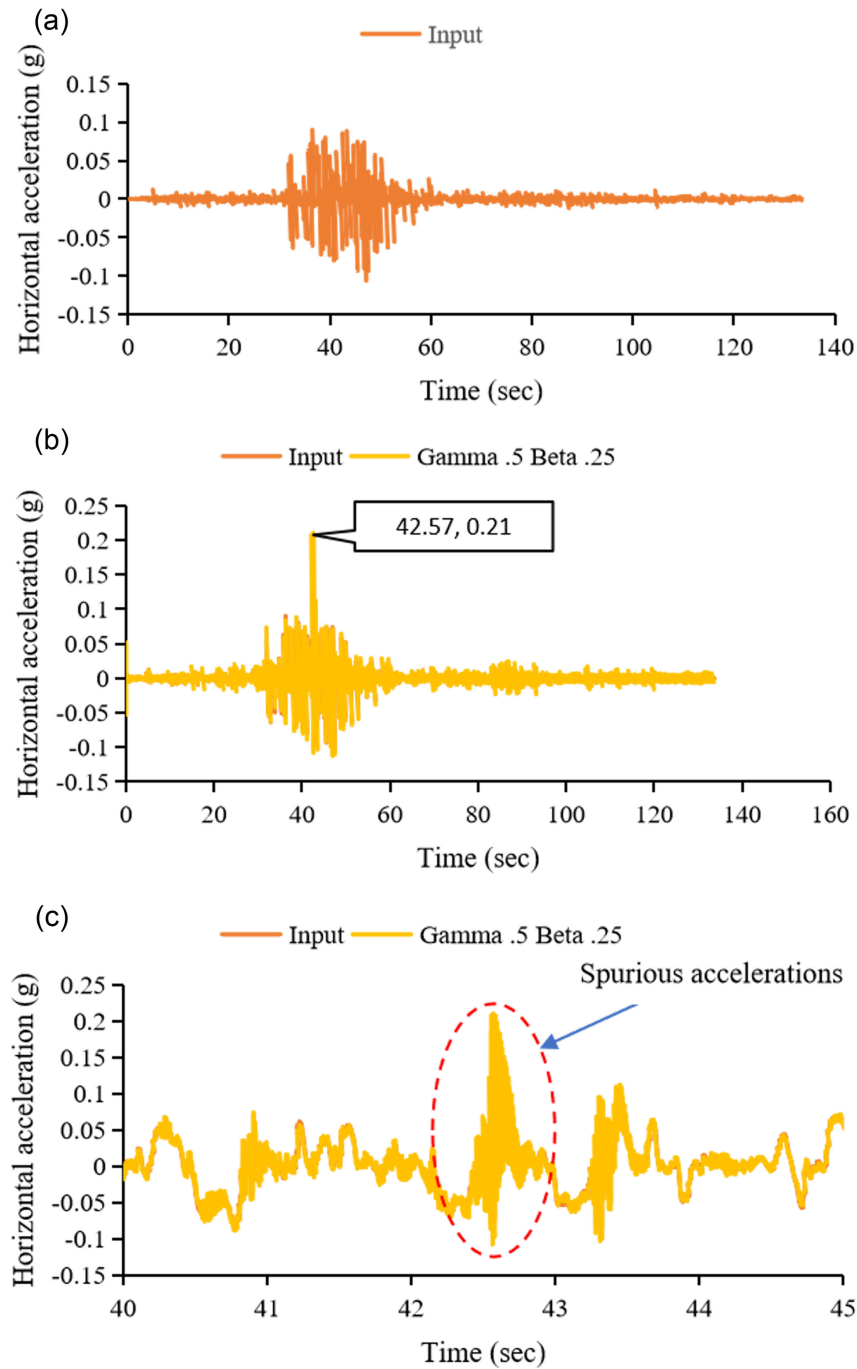 (a)
Input
Horizontal acceleration (g)
0.15
0.1
0.05
0
-0.05
-0.1
-0.15
0 20 40 60 80 100 120 140
Time (sec)
(b)
Input Gamma .5 Beta .25
Horizontal acceleration (g)
0.25
0.2
0.15
0.1
0.05
0
-0.05
-0.1
-0.15
42.57, 0.21
0 20 40 60 80 100 120 140 160
Time (sec)
(c)
Input Gamma .5 Beta .25
Spurious accelerations
Horizontal acceleration (g)
0.25
0.2
0.15
0.1
0.05
0
-0.05
-0.1
-0.15
40 41 42 43 44 45
Time (sec)